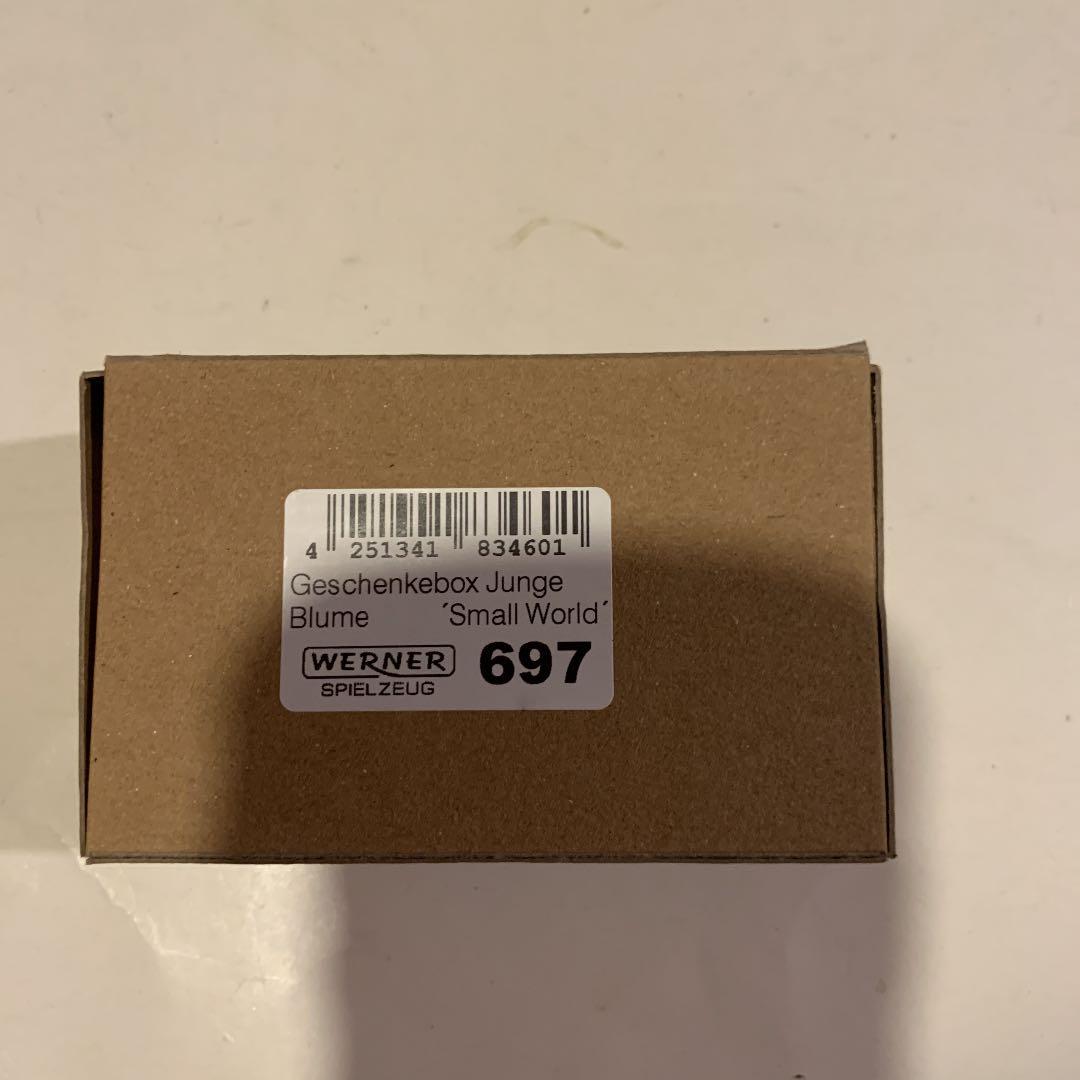 4 251341 834601
Geschenkebox Junge
Blume ´Small World´
WERNER 697
SPIELZEUG